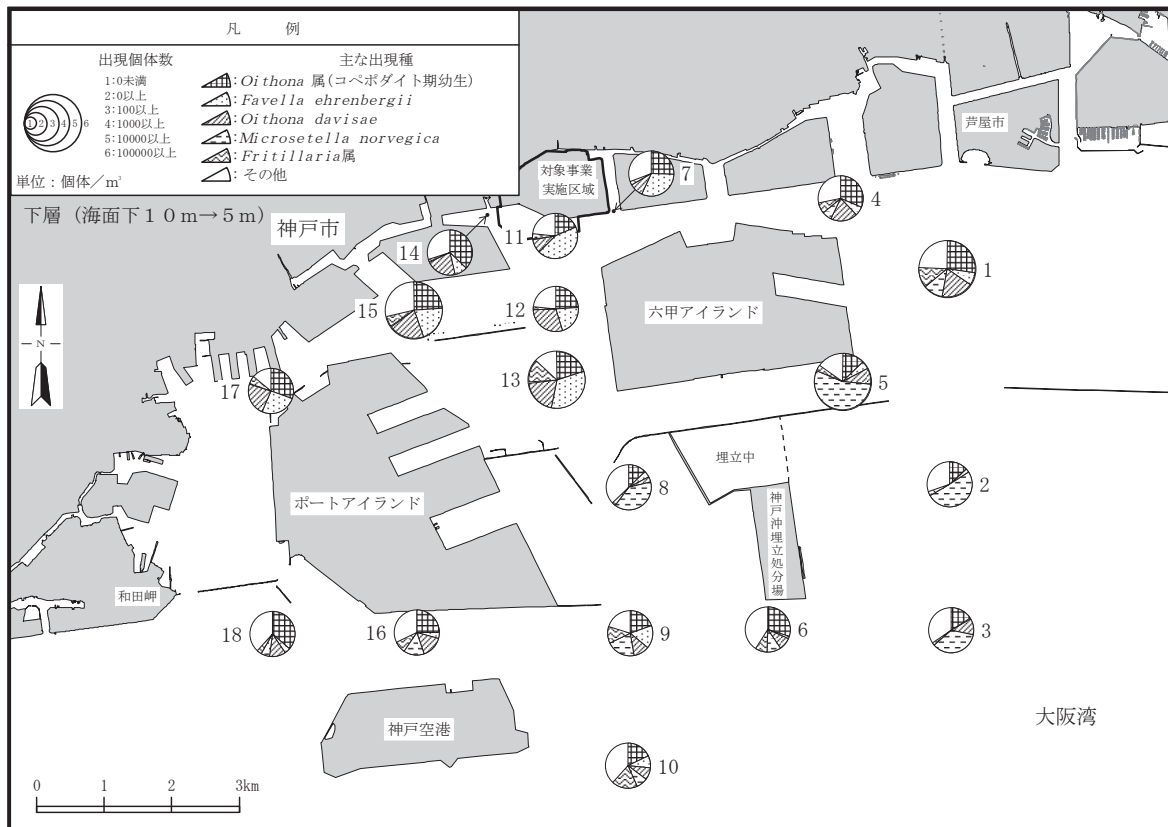 凡 例
出現個体数
1:0未満
2:0以上
3:100以上
4:1000以上
5:10000以上
6:100000以上
1 2 3 4 5 6
単位：個体／m³
主な出現種
:Oithona 属(コペポダイト期幼生)
:Favella ehrenbergii
:Oithona davisae
:Microsetella norvegica
:Fritillaria属
:その他
下層（海面下１０ｍ→５ｍ）
神戸市
対象事業
実施区域
芦屋市
7
4
14
11
1
15
12
六甲アイランド
N
17
13
5
埋立中
8
2
ポートアイランド
神戸沖埋立処分場
和田岬
18
16
9
6
3
神戸空港
大阪湾
10
0 1 2 3km